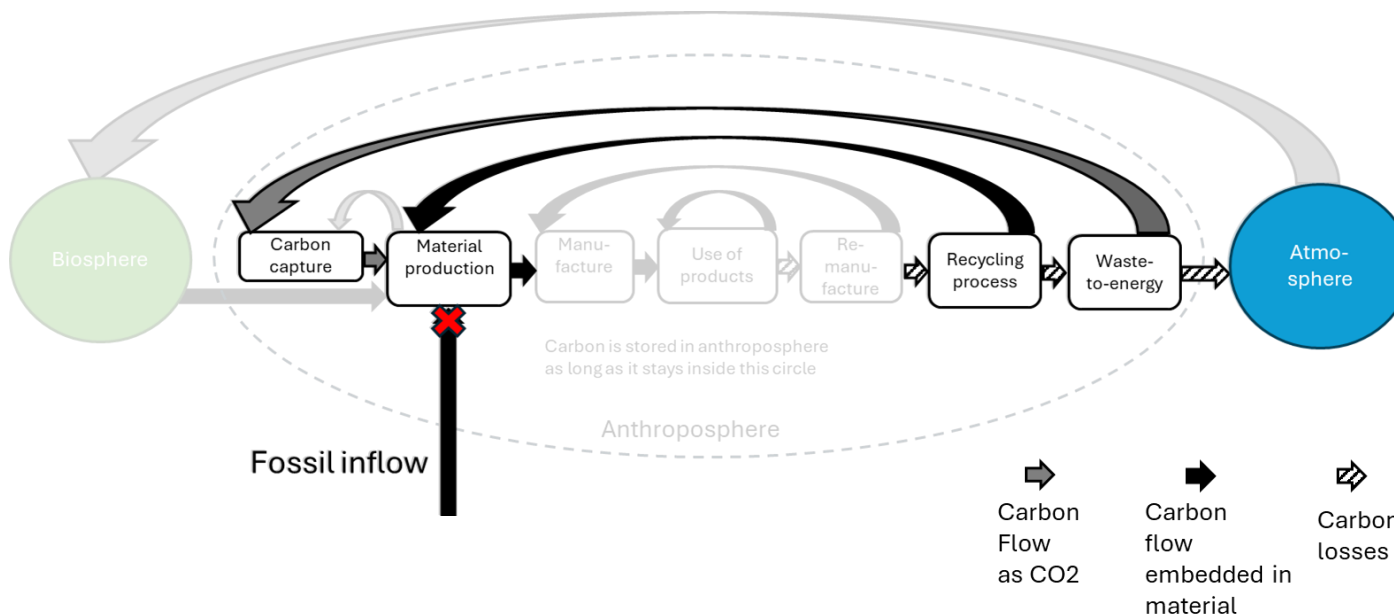 Biosphere
Carbon
capture
Material
production
Manu-
facture
Use of
products
Re-
manu-
facture
Recycling
process
Waste-
to-energy
Atmo-
sphere
Carbon is stored in anthroposphere
as long as it stays inside this circle
Anthroposphere
Fossil inflow
Carbon
Flow
as CO2
Carbon
flow
embedded in
material
Carbon
losses